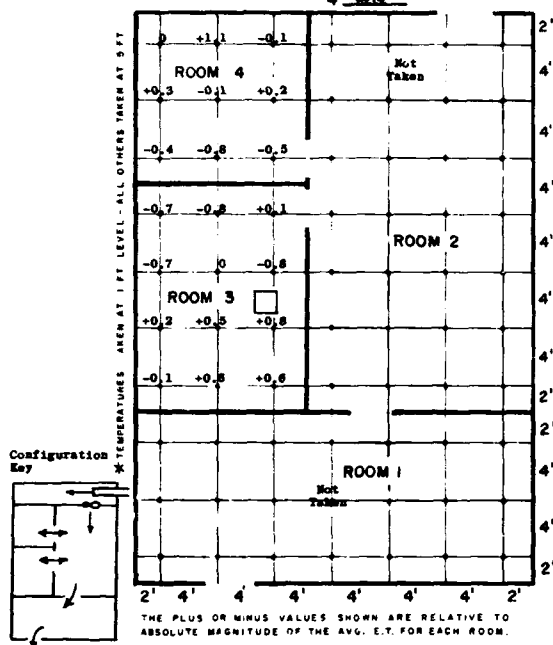 2'
0 +1.1 -0.1
ROOM 4
Not
Taken
4'
+0.3 -0.1 +0.2
4'
-0.4 -0.8 -0.5
4'
-0.7 -0.8 +0.1
ROOM 2
4'
-0.7 0 -0.8
ROOM 3
4'
+0.2 +0.5 +0.8
4'
-0.1 +0.8 +0.6
2'
2'
ROOM 1
4'
Not
Taken
4'
2'
2' 4' 4' 4' 4' 4' 4' 2'
* TEMPERATURES AKEN AT 1 FT LEVEL - ALL OTHERS TAKEN AT 5 FT
Configuration
Key
THE PLUS OR MINUS VALUES SHOWN ARE RELATIVE TO
ABSOLUTE MAGNITUDE OF THE AVG. E.T. FOR EACH ROOM.